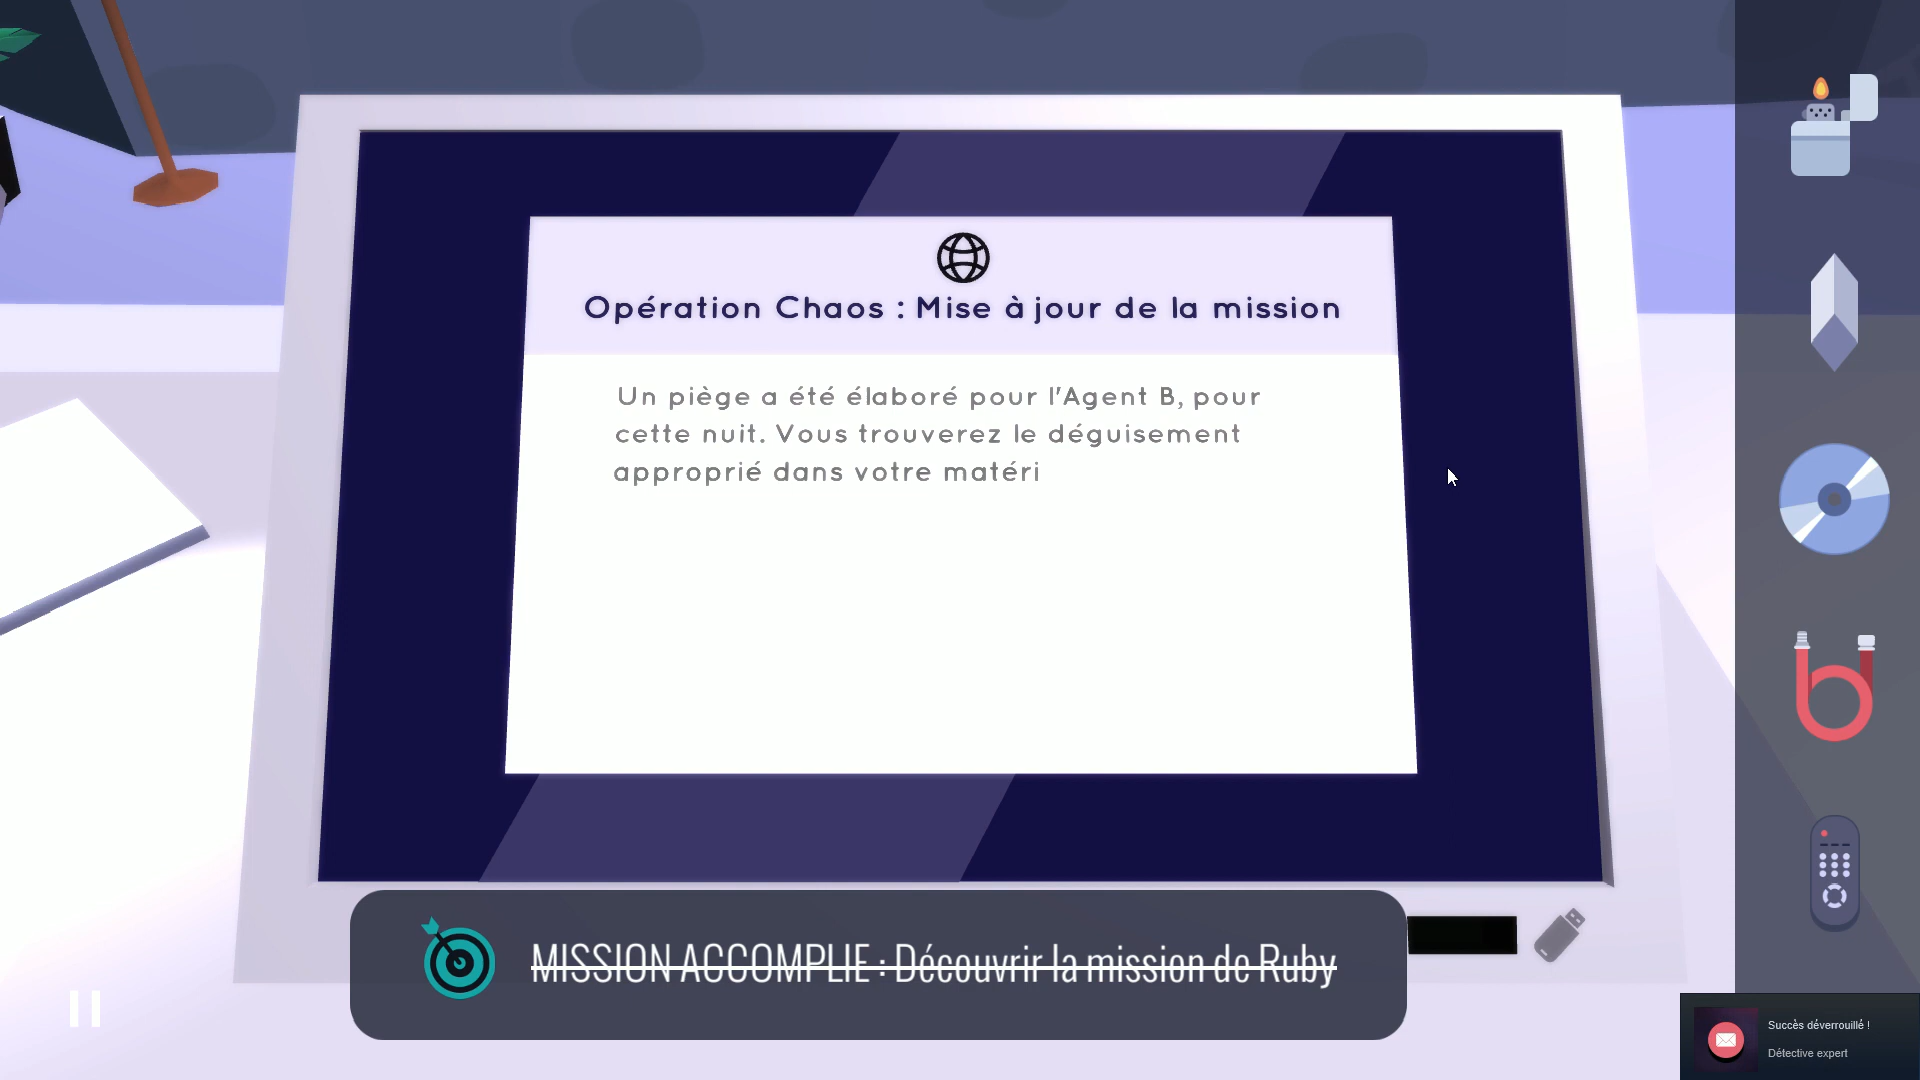 Opération Chaos : Mise à jour de la mission
Un piège a été élaboré pour l'Agent B, pour
cette nuit. Vous trouverez le déguisement
approprié dans votre matéri
MISSION ACCOMPLIE : Découvrir la mission de Ruby
Succès déverrouillé !
Détective expert